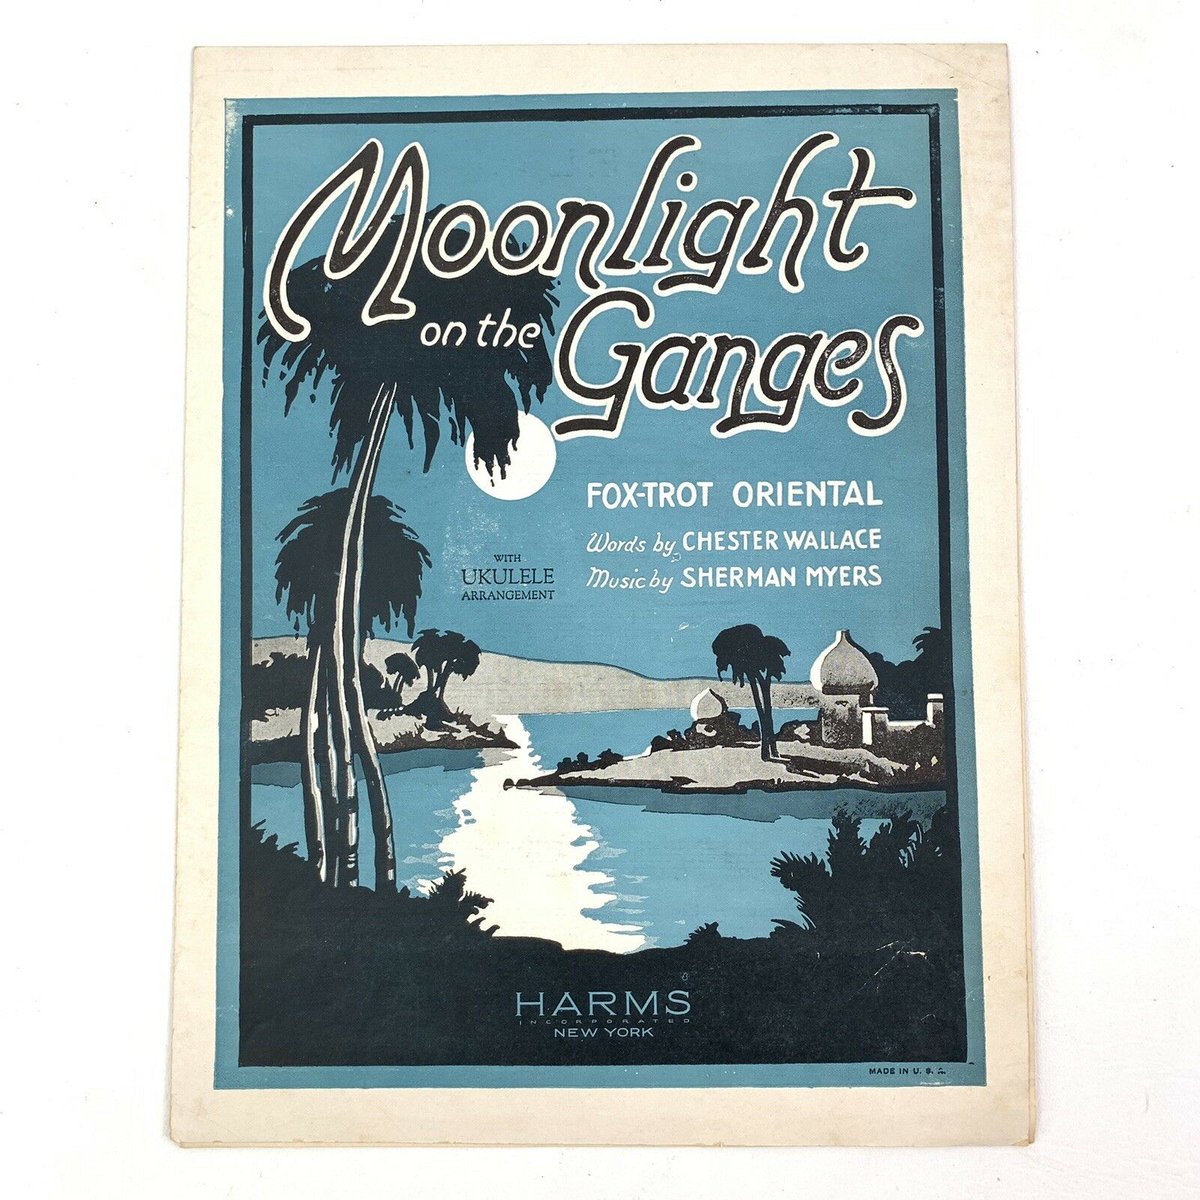 Moonlight
on the Ganges
FOX-TROT ORIENTAL
Words by CHESTER WALLACE
Music by SHERMAN MYERS
WITH
UKULELE
ARRANGEMENT
HARMS
INCORPORATED
NEW YORK
MADE IN U. S. A.